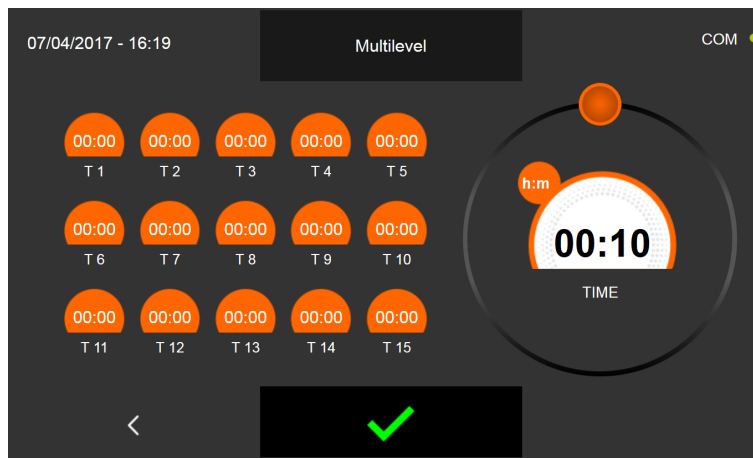 07/04/2017 - 16:19
Multilevel
COM
00:00 00:00 00:00 00:00 00:00
T 1 T 2 T 3 T 4 T 5
00:00 00:00 00:00 00:00 00:00
T 6 T 7 T 8 T 9 T 10
00:00 00:00 00:00 00:00 00:00
T 11 T 12 T 13 T 14 T 15
h:m
00:10
TIME